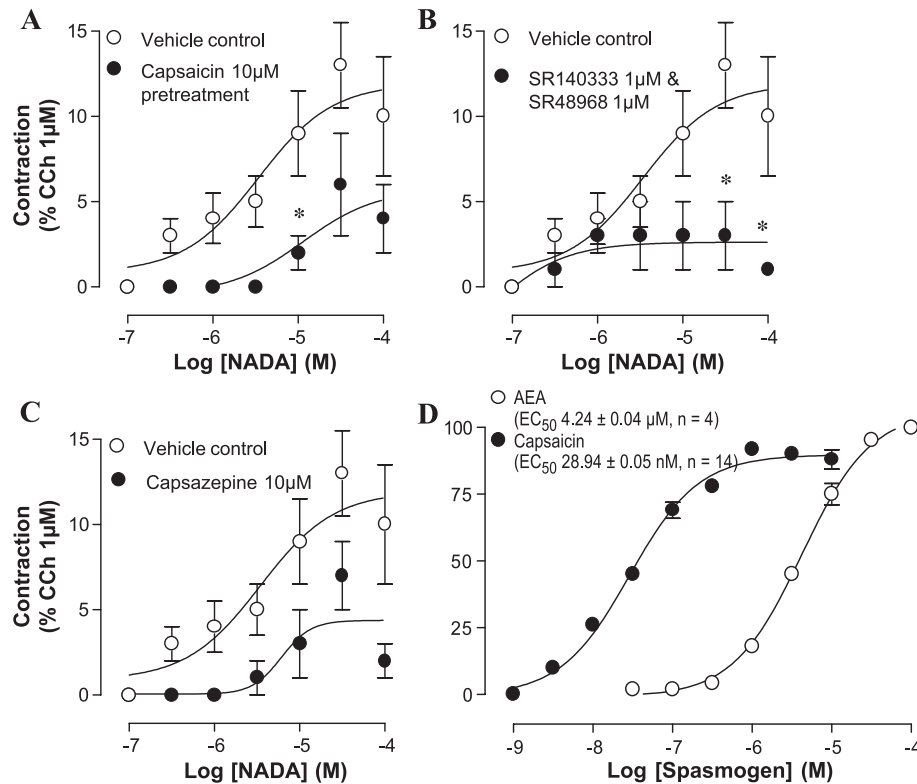 A
Vehicle control
Capsaicin 10µM
pretreatment
Contraction
(% CCh 1µM)
15
10
5
0
*
-7 -6 -5 -4
Log [NADA] (M)
B
Vehicle control
SR140333 1µM &
SR48968 1µM
15
10
5
0
*
*
-7 -6 -5 -4
Log [NADA] (M)
C
Vehicle control
Capsazepine 10µM
Contraction
(% CCh 1µM)
15
10
5
0
-7 -6 -5 -4
Log [NADA] (M)
D
AEA
(EC50 4.24 ± 0.04 µM, n = 4)
Capsaicin
(EC50 28.94 ± 0.05 nM, n = 14)
100
75
50
25
0
-9 -8 -7 -6 -5 -4
Log [Spasmogen] (M)